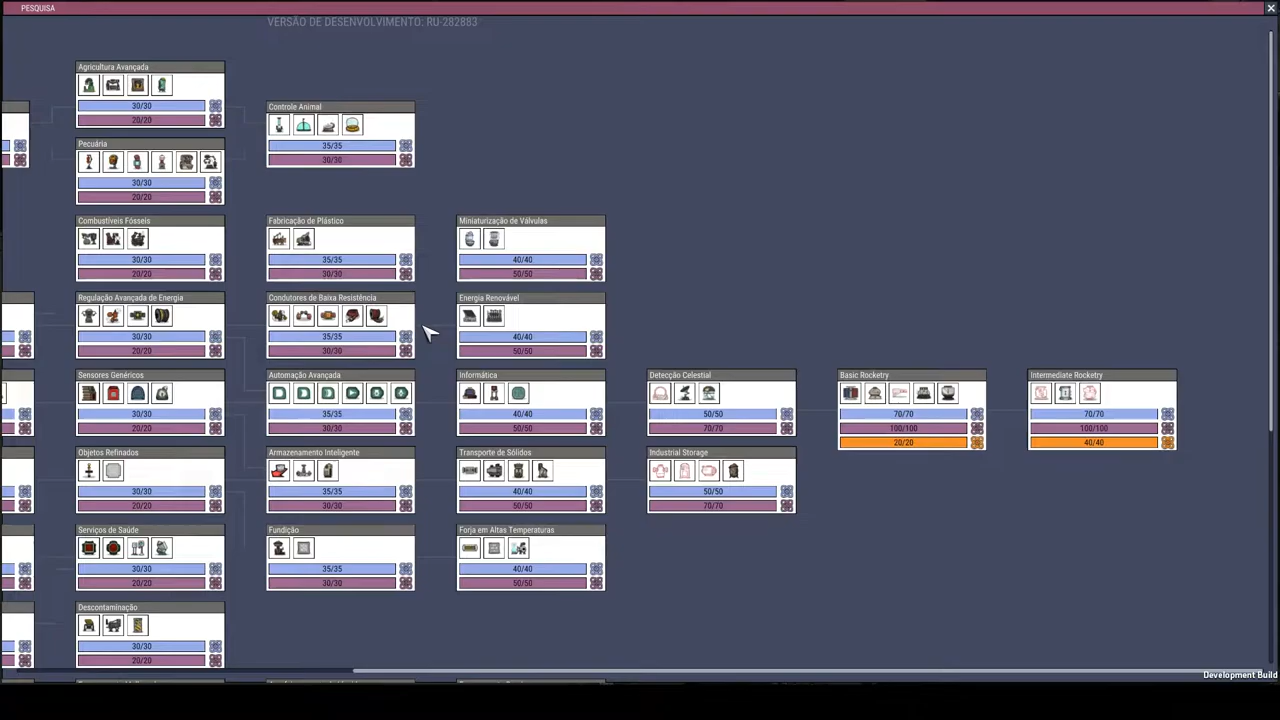 PESQUISA
VERSÃO DE DESENVOLVIMENTO: RU-282883
Agricultura Avançada
30/30
20/20
Controle Animal
35/35
30/30
Pecuária
30/30
20/20
Combustíveis Fósseis
30/30
20/20
Fabricação de Plástico
35/35
30/30
Miniaturização de Válvulas
40/40
50/50
Regulação Avançada de Energia
30/30
20/20
Condutores de Baixa Resistência
35/35
30/30
Energia Renovável
40/40
50/50
Sensores Genéricos
30/30
20/20
Automação Avançada
35/35
30/30
Informática
40/40
50/50
Detecção Celestial
50/50
70/70
Basic Rocketry
70/70
100/100
20/20
Intermediate Rocketry
70/70
100/100
40/40
Objetos Refinados
30/30
20/20
Armazenamento Inteligente
35/35
30/30
Transporte de Sólidos
40/40
50/50
Industrial Storage
50/50
70/70
Serviços de Saúde
30/30
20/20
Fundição
35/35
30/30
Forja em Altas Temperaturas
40/40
50/50
Descontaminação
30/30
20/20
Development Build